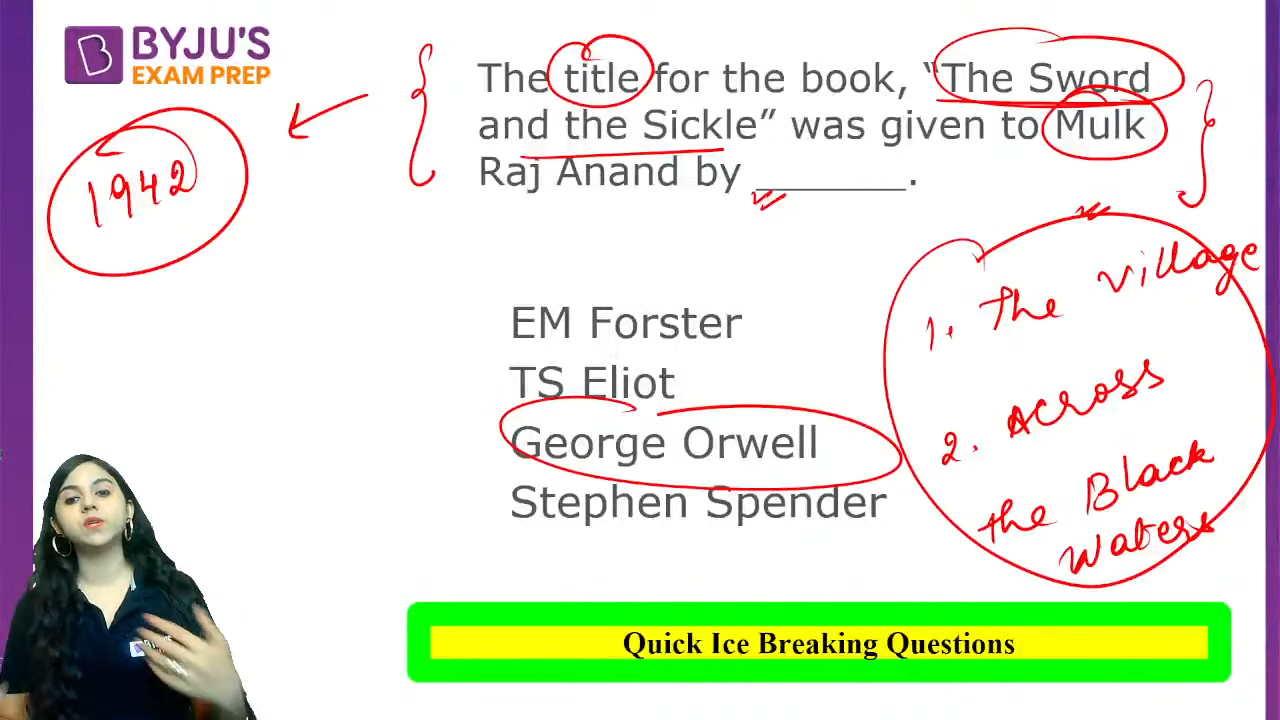 BYJU'S
EXAM PREP
The title for the book, “The Sword
and the Sickle” was given to Mulk
Raj Anand by ______.
1942
EM Forster
TS Eliot
George Orwell
Stephen Spender
1. The Village
2. Across
the Black
Waters
Quick Ice Breaking Questions